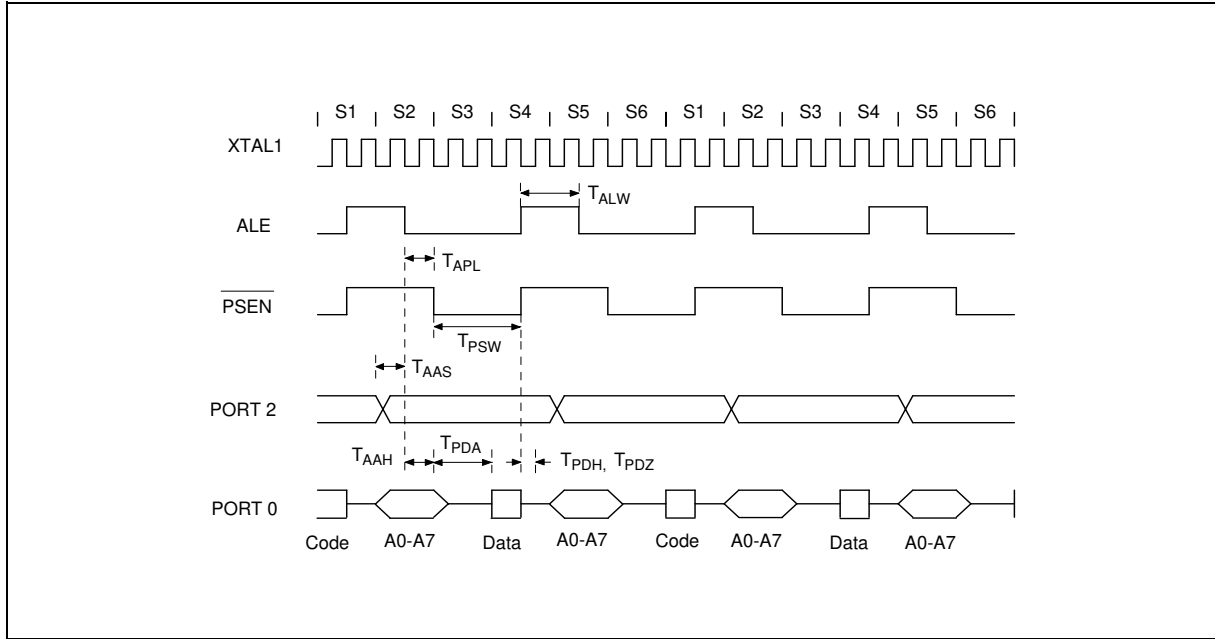 S1 S2 S3 S4 S5 S6 S1 S2 S3 S4 S5 S6
XTAL1
TALW
ALE
TAPL
PSEN
TPSW
TAAS
PORT 2
TAAH TPDA TPDH, TPDZ
PORT 0
Code A0-A7 Data A0-A7 Code A0-A7 Data A0-A7